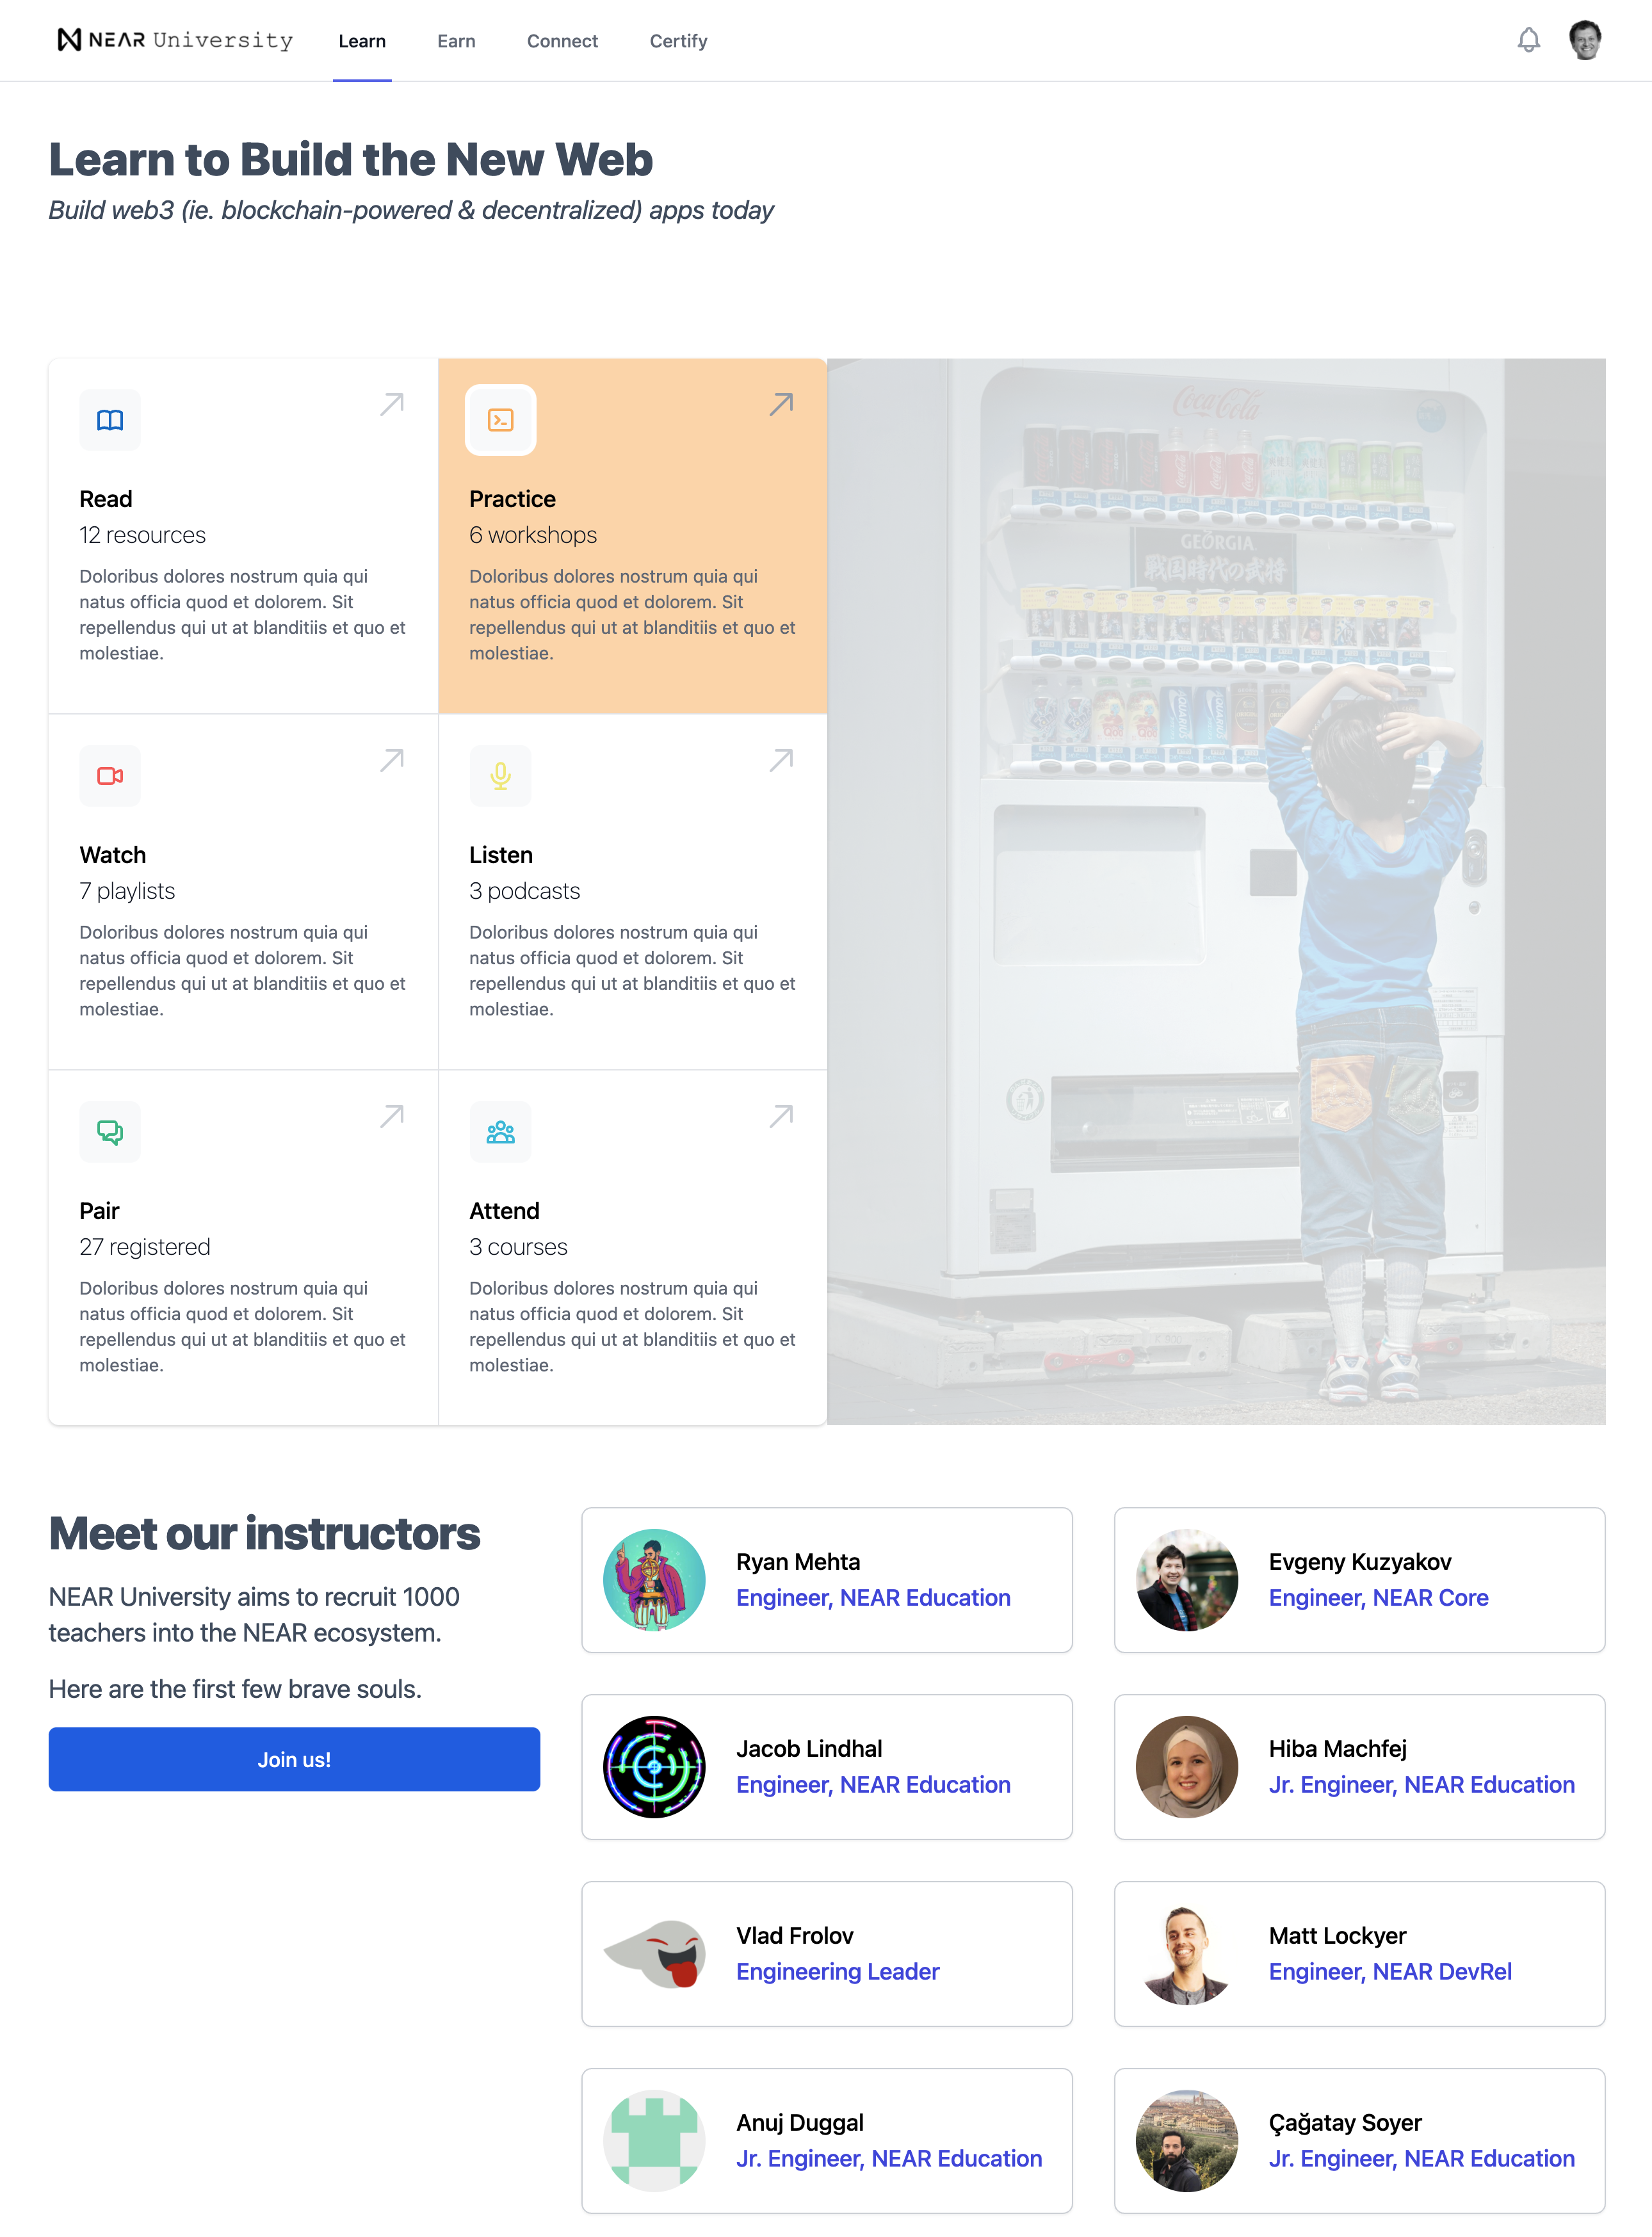 NEAR University
Learn
Earn
Connect
Certify
Learn to Build the New Web
Build web3 (ie. blockchain-powered & decentralized) apps today
Read
12 resources
Doloribus dolores nostrum quia qui
natus officia quod et dolorem. Sit
repellendus qui ut at blanditiis et quo et
molestiae.
Practice
6 workshops
Doloribus dolores nostrum quia qui
natus officia quod et dolorem. Sit
repellendus qui ut at blanditiis et quo et
molestiae.
Coca-Cola
GEORGIA
戦国時代の武将
AQUARIUS
Watch
7 playlists
Doloribus dolores nostrum quia qui
natus officia quod et dolorem. Sit
repellendus qui ut at blanditiis et quo et
molestiae.
Listen
3 podcasts
Doloribus dolores nostrum quia qui
natus officia quod et dolorem. Sit
repellendus qui ut at blanditiis et quo et
molestiae.
Pair
27 registered
Doloribus dolores nostrum quia qui
natus officia quod et dolorem. Sit
repellendus qui ut at blanditiis et quo et
molestiae.
Attend
3 courses
Doloribus dolores nostrum quia qui
natus officia quod et dolorem. Sit
repellendus qui ut at blanditiis et quo et
molestiae.
Meet our instructors
NEAR University aims to recruit 1000
teachers into the NEAR ecosystem.
Here are the first few brave souls.
Join us!
Ryan Mehta
Engineer, NEAR Education
Evgeny Kuzyakov
Engineer, NEAR Core
Jacob Lindhal
Engineer, NEAR Education
Hiba Machfej
Jr. Engineer, NEAR Education
Vlad Frolov
Engineering Leader
Matt Lockyer
Engineer, NEAR DevRel
Anuj Duggal
Jr. Engineer, NEAR Education
Çağatay Soyer
Jr. Engineer, NEAR Education